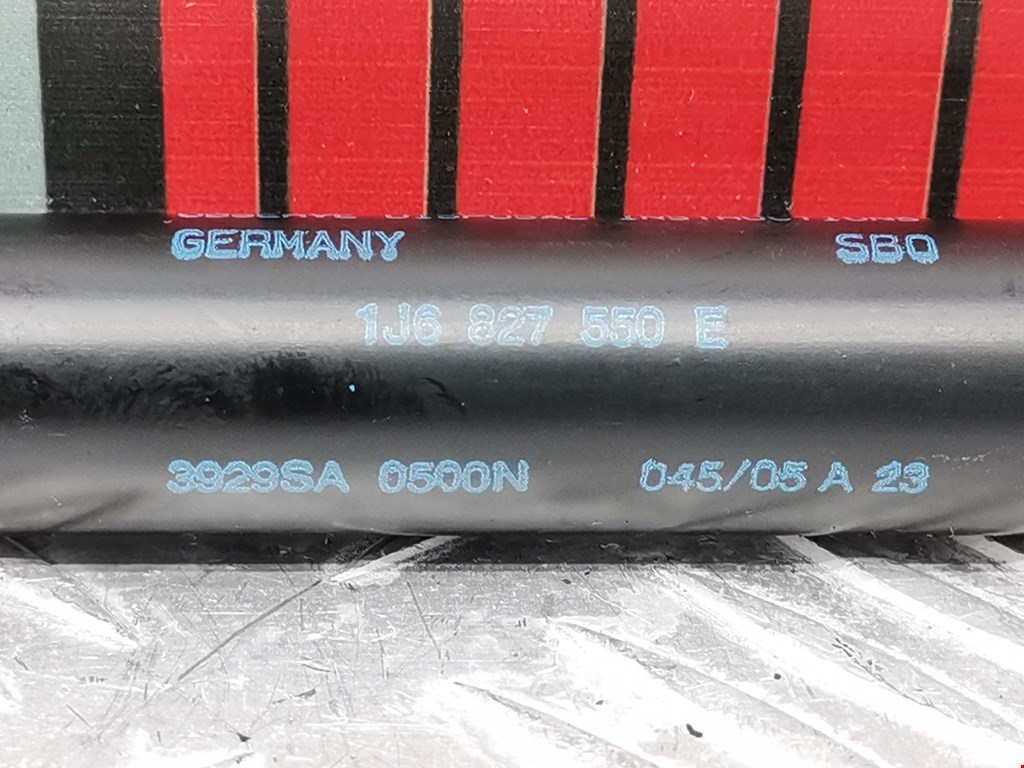 GERMANY SBO
1J6 827 550 E
3929SA 0500N 045/05 A 23